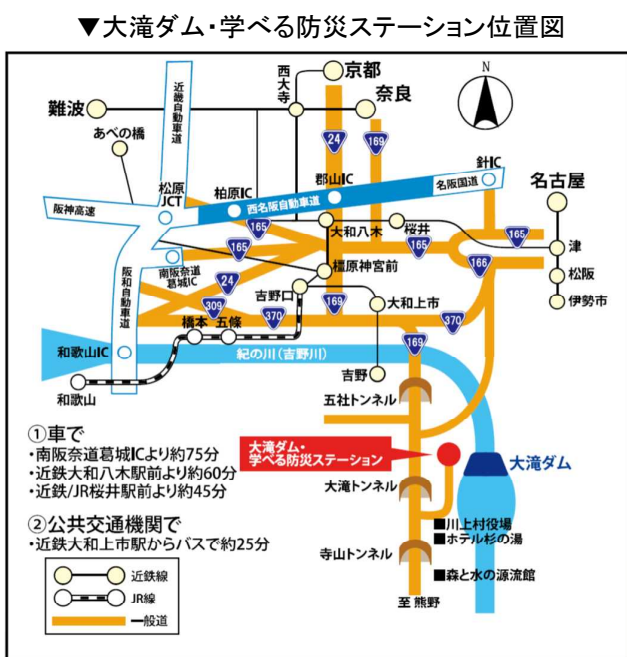 ▼大滝ダム・学べる防災ステーション位置図
近畿自動車道
西大寺
京都
N
難波
奈良
あべの橋
24
169
針IC
松原
JCT
柏原IC
郡山IC
名阪国道
名古屋
阪神高速
西名阪自動車道
165
大和八木
桜井
165
165
165
津
南阪奈道
葛城IC
24
橿原神宮前
166
松阪
阪和自動車道
吉野口
大和上市
伊勢市
309
370
169
370
橋本
五條
169
和歌山IC
紀の川(吉野川)
吉野
和歌山
五社トンネル
①車で
・南阪奈道葛城ICより約75分
・近鉄大和八木駅前より約60分
・近鉄/JR桜井駅前より約45分
大滝ダム・
学べる防災ステーション
大滝ダム
大滝トンネル
②公共交通機関で
・近鉄大和上市駅からバスで約25分
■川上村役場
■ホテル杉の湯
寺山トンネル
■森と水の源流館
至 熊野
近鉄線
JR線
一般道